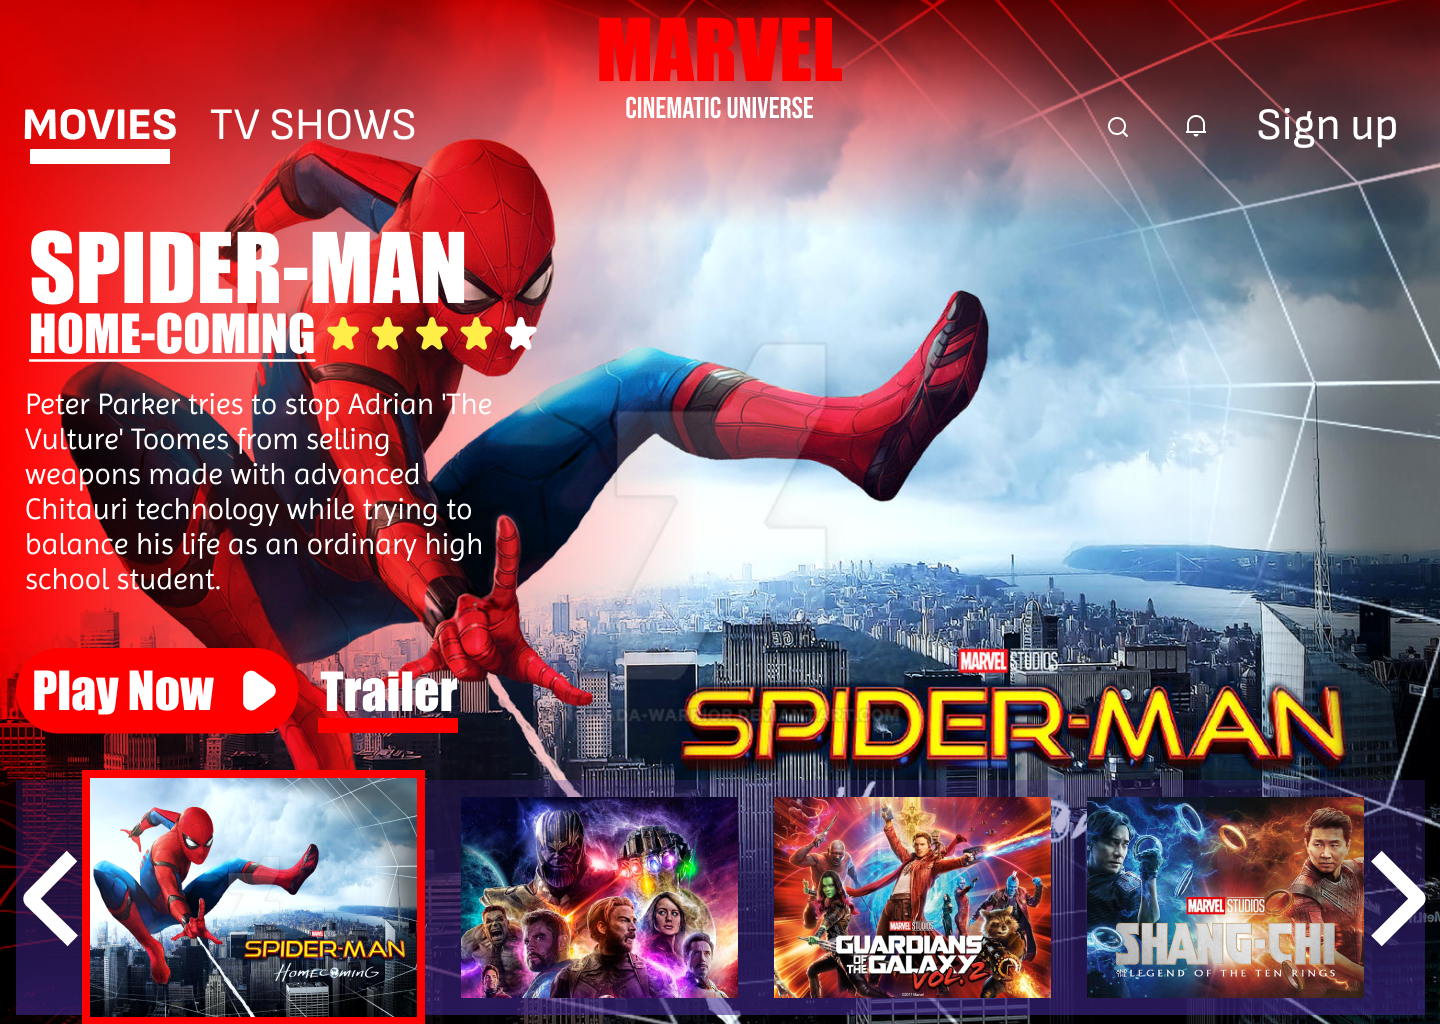 MARVEL
CINEMATIC UNIVERSE
MOVIES TV SHOWS
Sign up
SPIDER-MAN
HOME-COMING
Peter Parker tries to stop Adrian 'The
Vulture' Toomes from selling
weapons made with advanced
Chitauri technology while trying to
balance his life as an ordinary high
school student.
Play Now
Trailer
MARVEL STUDIOS
SPIDER-MAN
SPIDER-MAN
HOMECOMING
MARVEL STUDIOS
GUARDIANS
OF THE GALAXY
VOL. 2
MARVEL STUDIOS
SHANG-CHI
AND THE LEGEND OF THE TEN RINGS